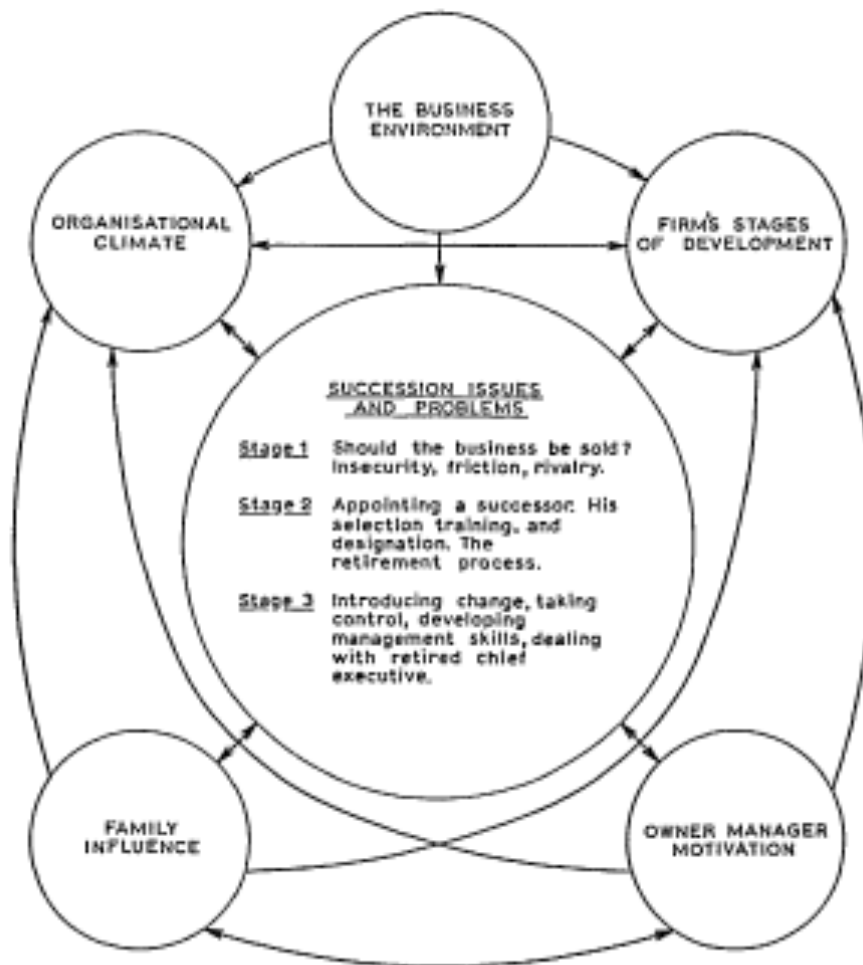 THE BUSINESS
ENVIRONMENT
ORGANISATIONAL
CLIMATE
FIRM'S STAGES
OF DEVELOPMENT
SUCCESSION ISSUES
AND PROBLEMS
Stage 1 Should the business be sold?
Insecurity, friction, rivalry.
Stage 2 Appointing a successor. His
selection training, and
designation. The
retirement process.
Stage 3 Introducing change, taking
control, developing
management skills, dealing
with retired chief
executive.
FAMILY
INFLUENCE
OWNER MANAGER
MOTIVATION